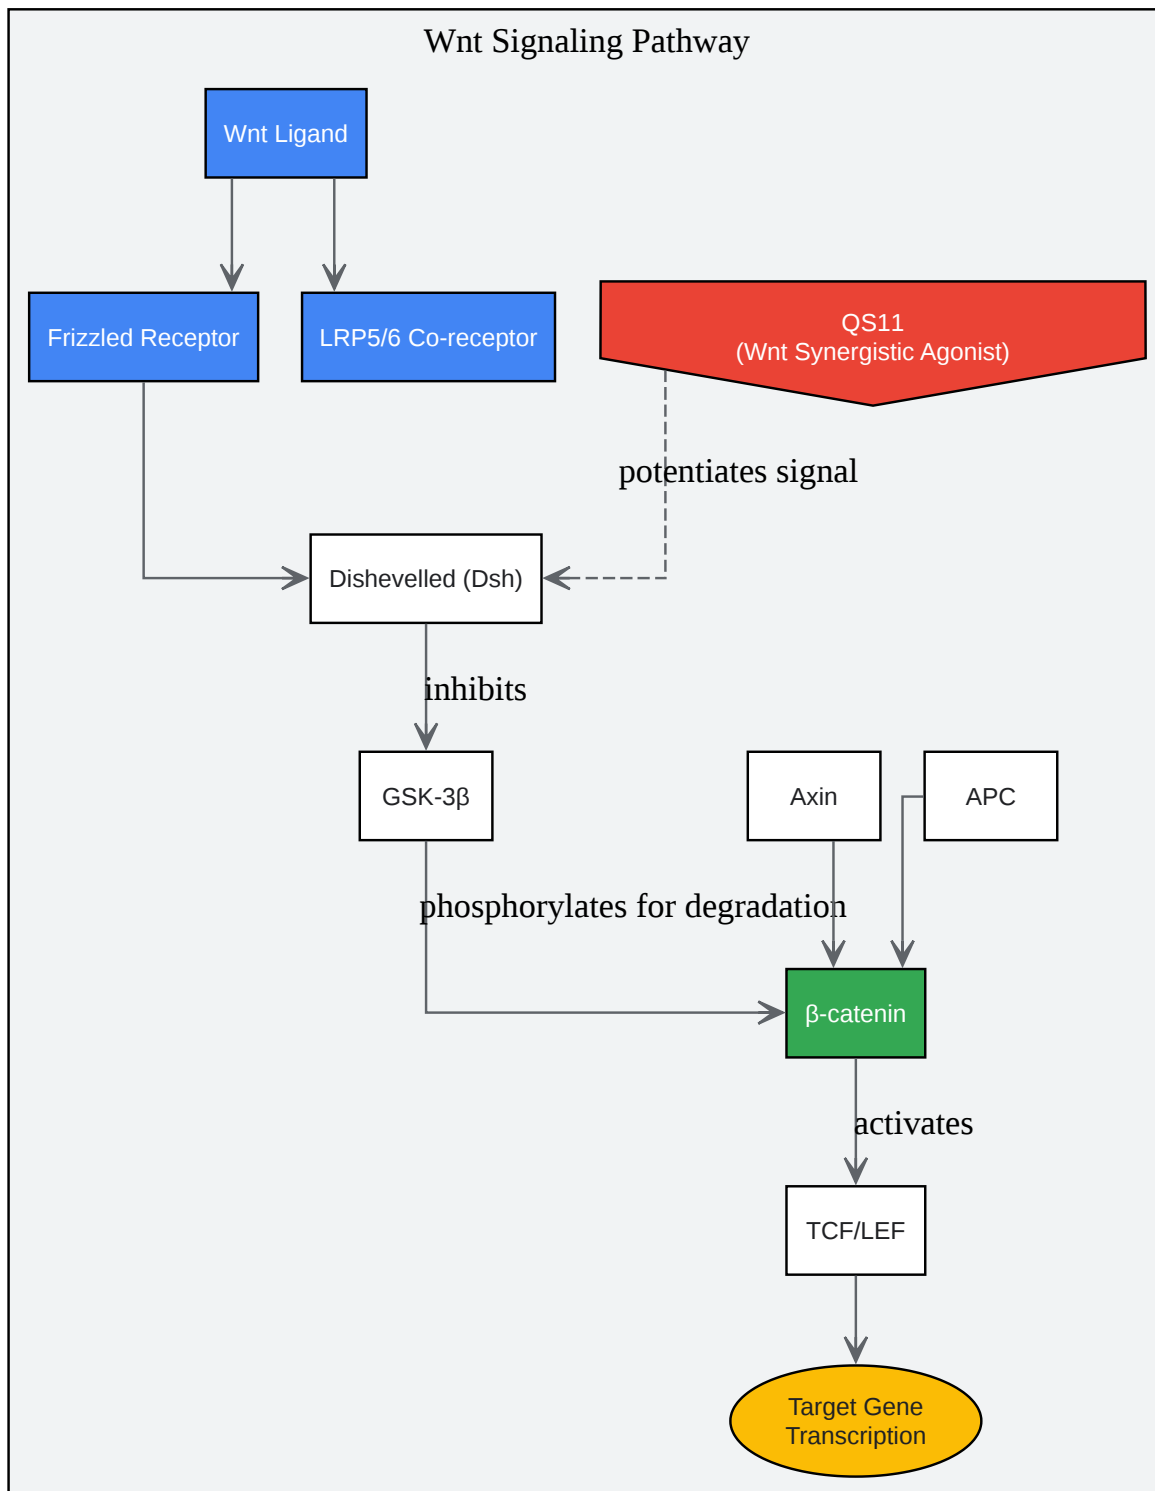 Wnt Signaling Pathway
Wnt Ligand
Frizzled Receptor
LRP5/6 Co-receptor
QS11
(Wnt Synergistic Agonist)
potentiates signal
Dishevelled (Dsh)
inhibits
GSK-3β
Axin
APC
phosphorylates for degradation
β-catenin
activates
TCF/LEF
Target Gene
Transcription